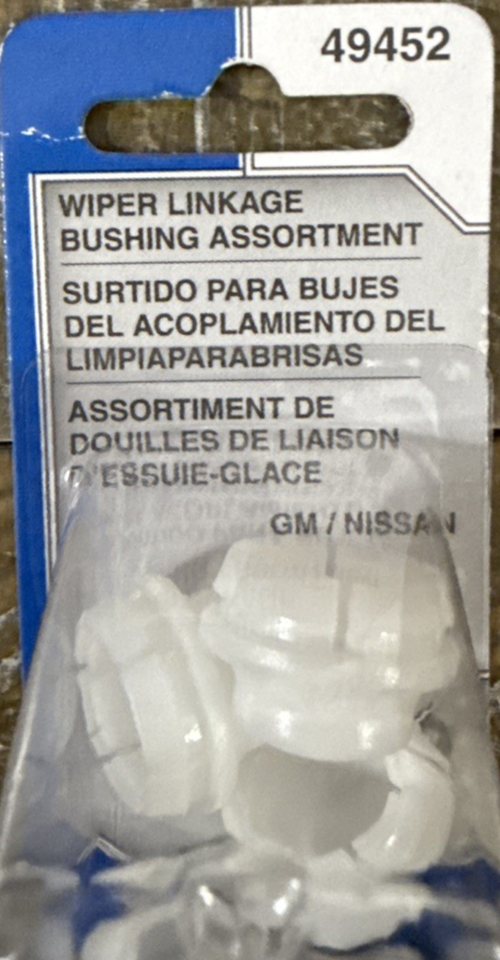 49452
WIPER LINKAGE
BUSHING ASSORTMENT
SURTIDO PARA BUJES
DEL ACOPLAMIENTO DEL
LIMPIAPARABRISAS
ASSORTIMENT DE
DOUILLES DE LIAISON
D'ESSUIE-GLACE
GM / NISSAN